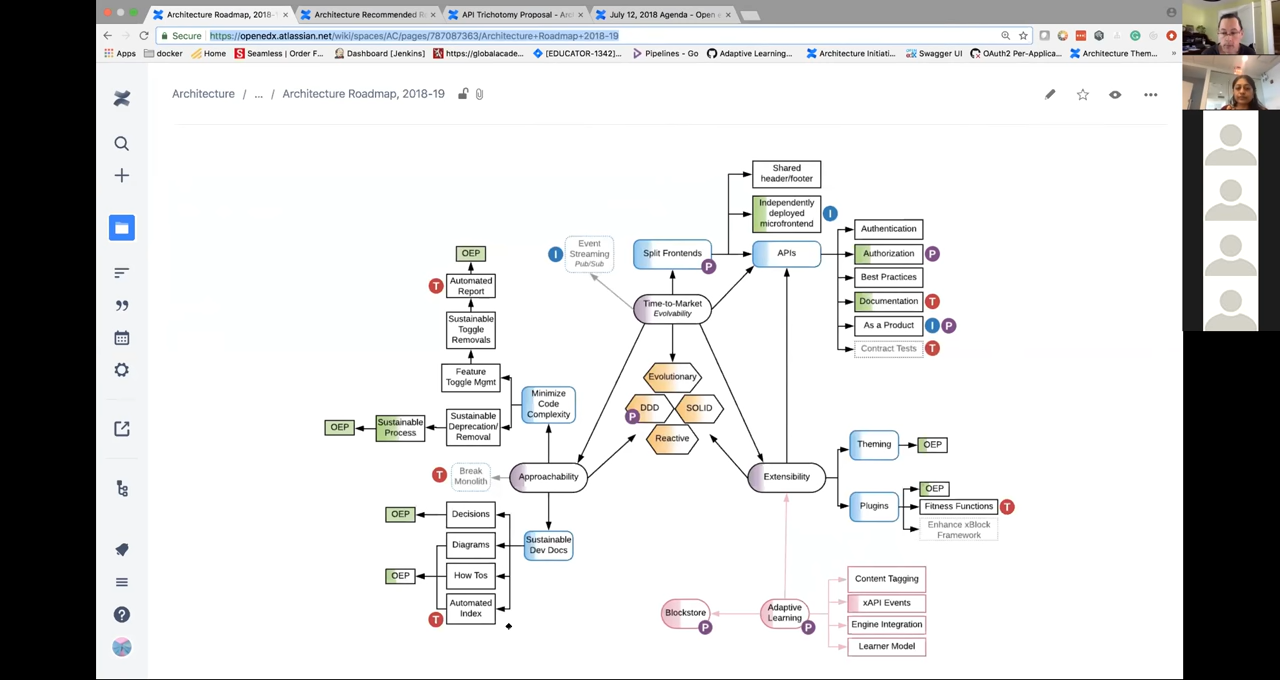 Architecture Roadmap, 2018-
Architecture Recommended R
API Trichotomy Proposal - Arc
July 12, 2018 Agenda - Open e
Secure
https://openedx.atlassian.net/wiki/spaces/AC/pages/787087363/Architecture+Roadmap+2018-19
Apps
docker
Home
Seamless | Order F...
Dashboard [Jenkins]
https://globalacade...
[EDUCATOR-1342]...
Pipelines - Go
Adaptive Learning...
Architecture Initiati...
Swagger UI
OAuth2 Per-Applica...
Architecture Them...
»
Architecture / ... / Architecture Roadmap, 2018-19
Shared
header/footer
Independently
deployed
microfrontend
I
Event
Streaming
Pub/Sub
I
Split Frontends
P
APIs
Authentication
Authorization
P
Best Practices
Documentation
T
As a Product
I
P
Contract Tests
T
OEP
Automated
Report
T
Sustainable
Toggle
Removals
Feature
Toggle Mgmt
Time-to-Market
Evolvability
Evolutionary
DDD
P
SOLID
Reactive
Minimize
Code
Complexity
Sustainable
Deprecation/
Removal
Sustainable
Process
OEP
Break
Monolith
T
Approachability
Extensibility
Theming
OEP
Plugins
OEP
Fitness Functions
T
Enhance xBlock
Framework
Sustainable
Dev Docs
Decisions
OEP
Diagrams
How Tos
OEP
Automated
Index
T
Blockstore
P
Adaptive
Learning
P
Content Tagging
xAPI Events
Engine Integration
Learner Model